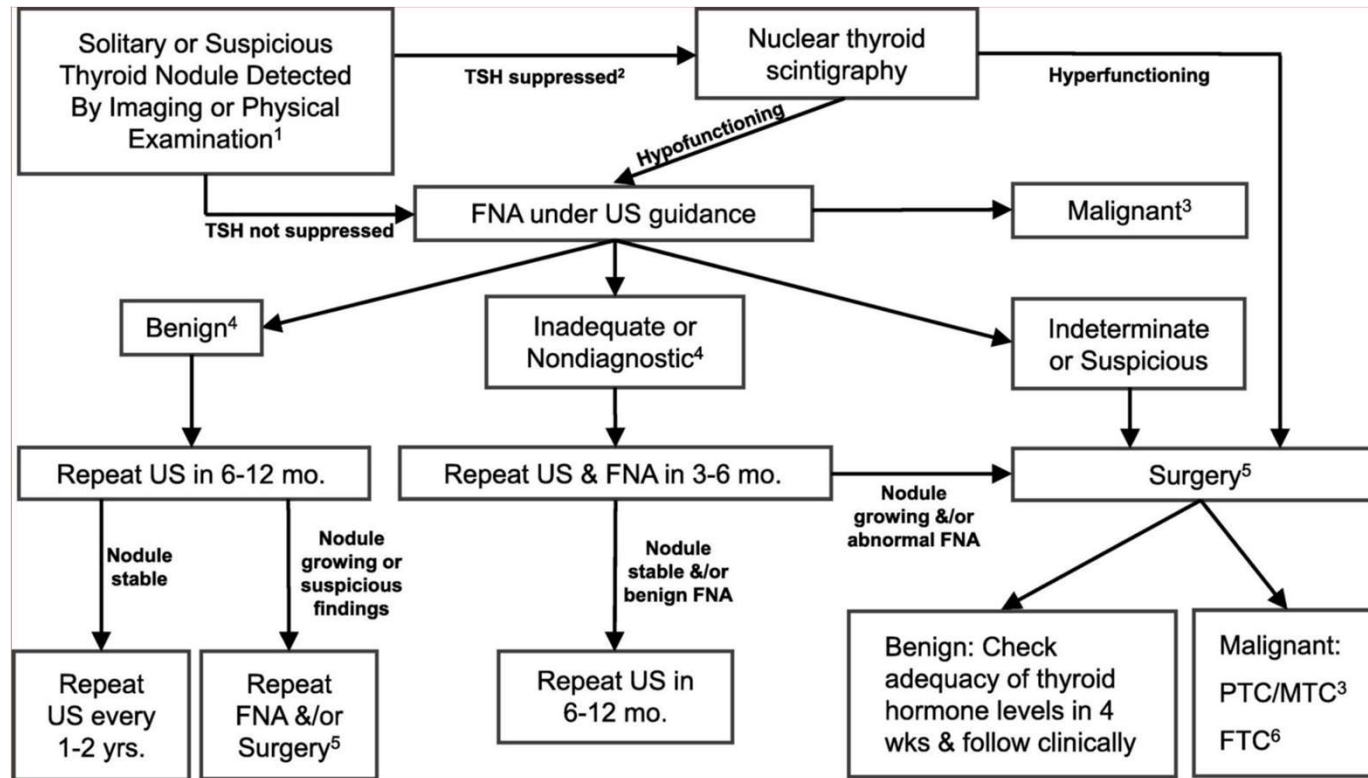 Solitary or Suspicious
Thyroid Nodule Detected
By Imaging or Physical
Examination¹
TSH suppressed²
Nuclear thyroid
scintigraphy
Hyperfunctioning
Hypofunctioning
TSH not suppressed
FNA under US guidance
Malignant³
Benign⁴
Inadequate or
Nondiagnostic⁴
Indeterminate
or Suspicious
Repeat US in 6-12 mo.
Repeat US & FNA in 3-6 mo.
Nodule
growing &/or
abnormal FNA
Surgery⁵
Nodule
stable
Nodule
growing or
suspicious
findings
Nodule
stable &/or
benign FNA
Repeat
US every
1-2 yrs.
Repeat
FNA &/or
Surgery⁵
Repeat US in
6-12 mo.
Benign: Check
adequacy of thyroid
hormone levels in 4
wks & follow clinically
Malignant:
PTC/MTC³
FTC⁶